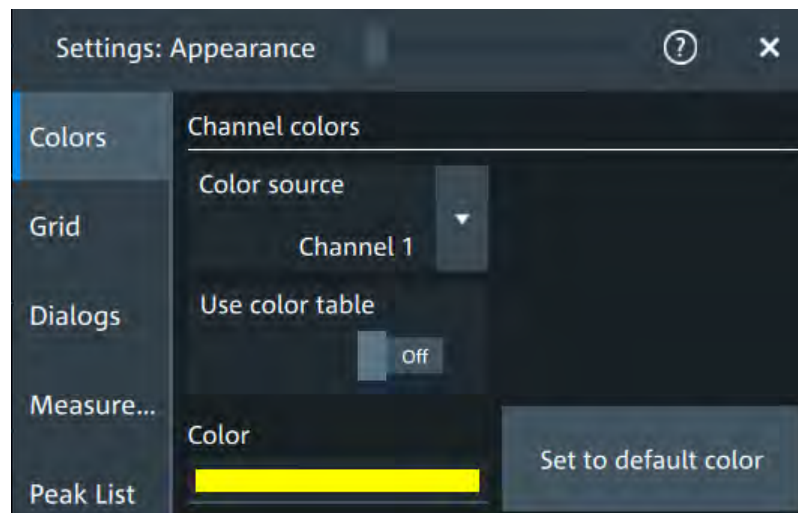 Settings: Appearance
?
×
Colors
Channel colors
Color source
Channel 1
Grid
Use color table
Off
Dialogs
Measure...
Color
Set to default color
Peak List